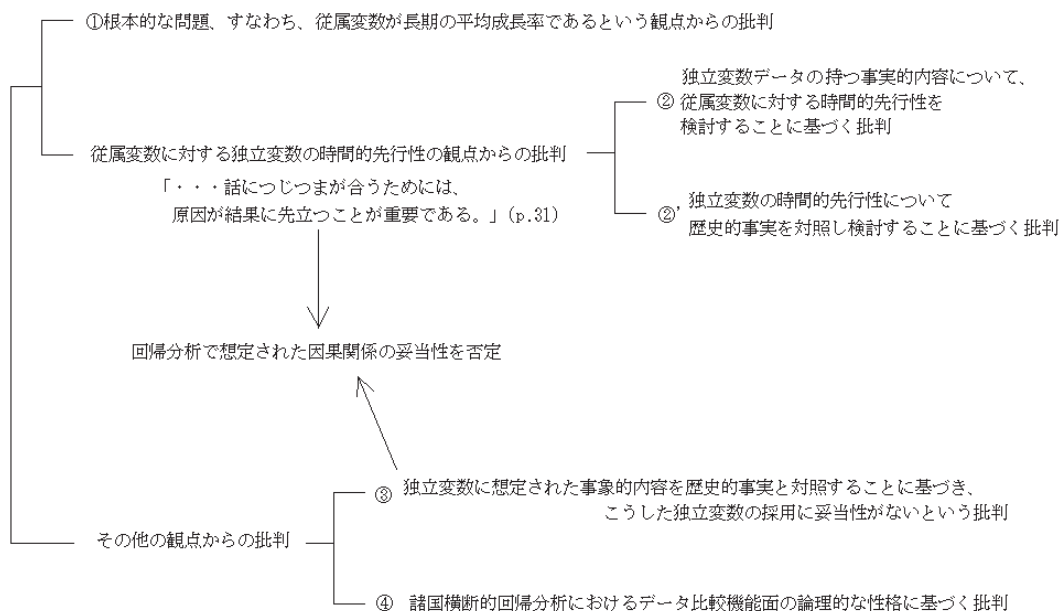 ①根本的な問題、すなわち、従属変数が長期の平均成長率であるという観点からの批判
独立変数データの持つ事実的内容について、
② 従属変数に対する時間的先行性を
検討することに基づく批判
従属変数に対する独立変数の時間的先行性の観点からの批判
「・・・話につじつまが合うためには、
原因が結果に先立つことが重要である。」(p.31)
②' 独立変数の時間的先行性について
歴史的事実を対照し検討することに基づく批判
回帰分析で想定された因果関係の妥当性を否定
③ 独立変数に想定された事象的内容を歴史的事実と対照することに基づき、
こうした独立変数の採用に妥当性がないという批判
その他の観点からの批判
④ 諸国横断的回帰分析におけるデータ比較機能面の論理的な性格に基づく批判